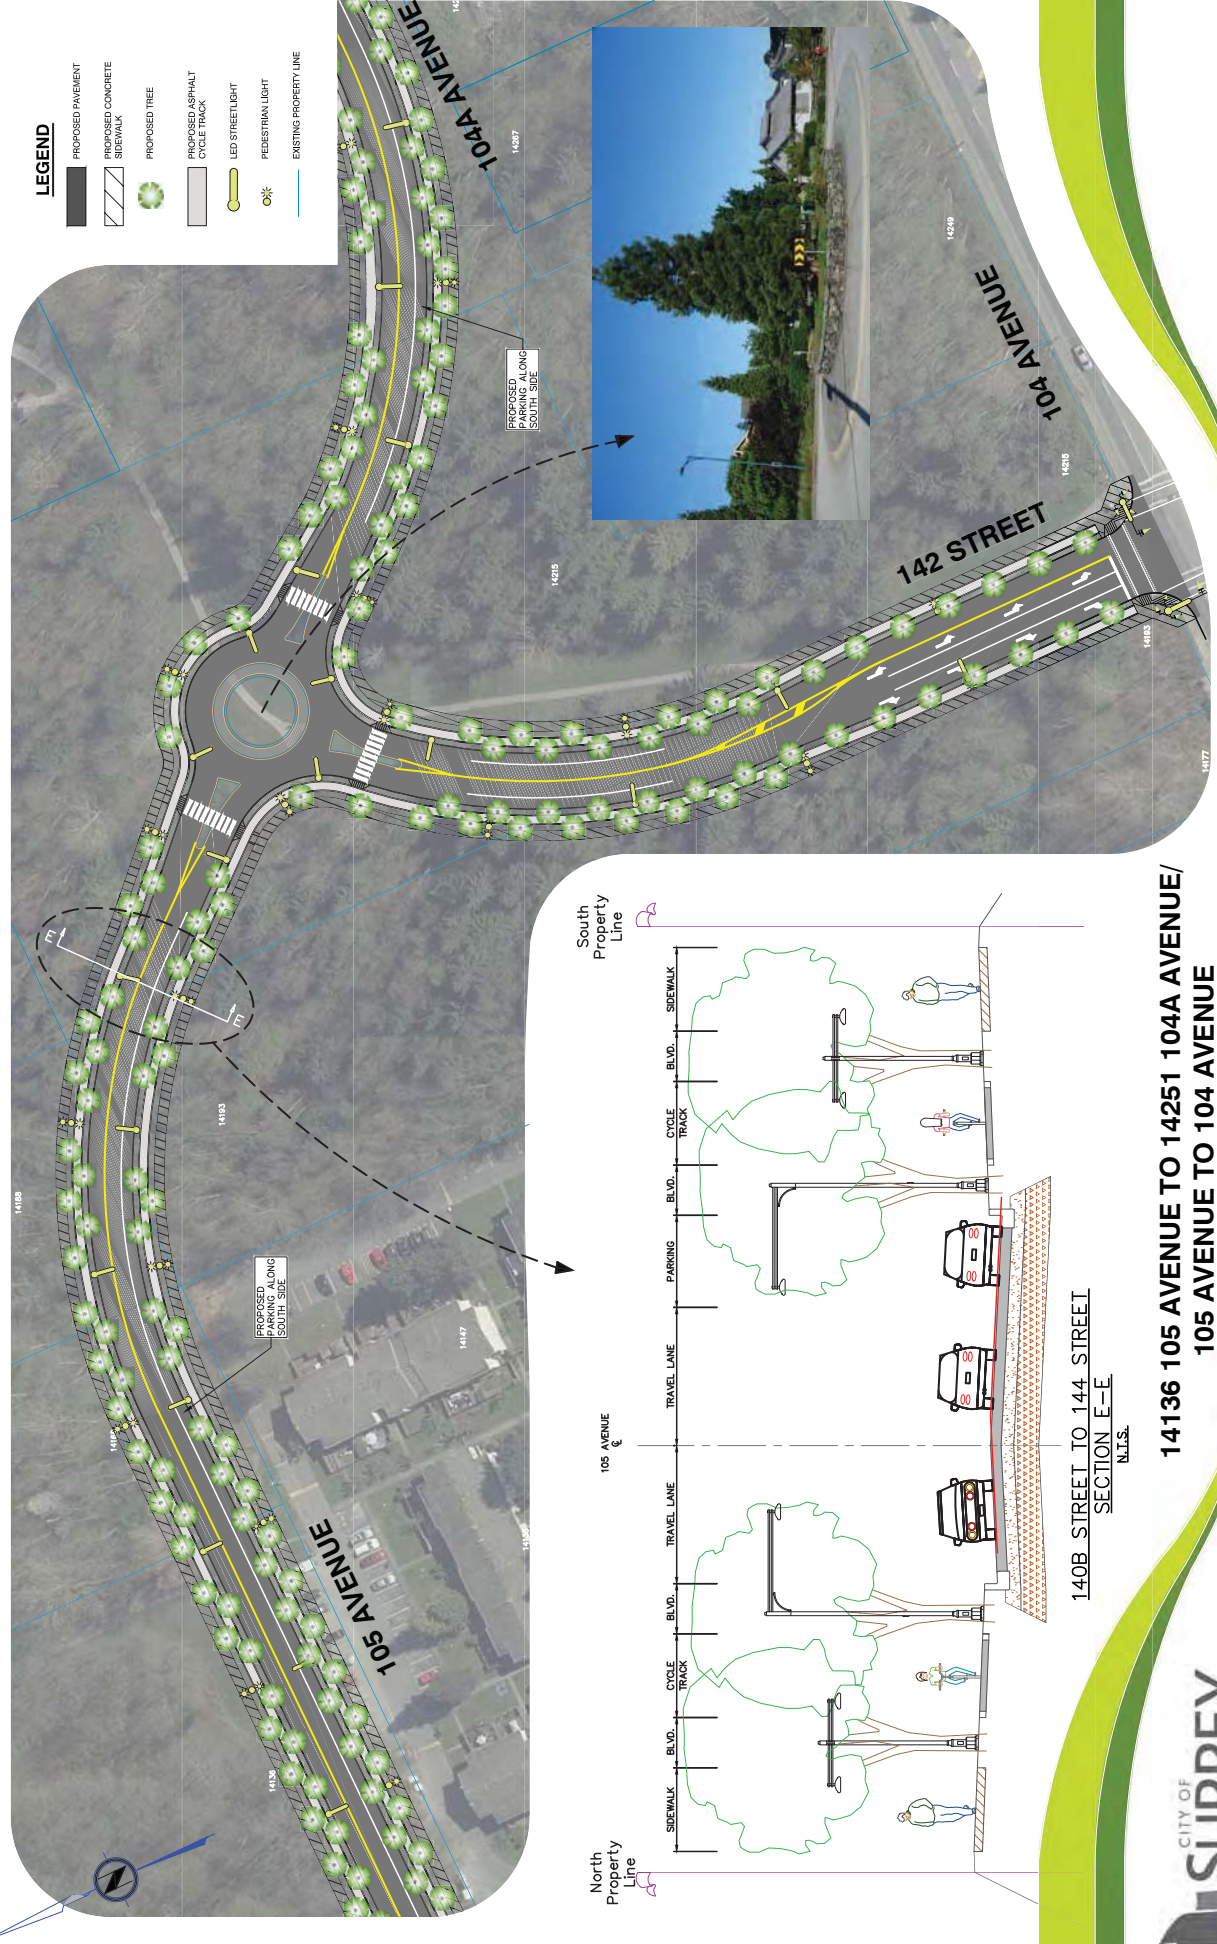 LEGEND
PROPOSED PAVEMENT
PROPOSED CONCRETE
SIDEWALK
PROPOSED TREE
PROPOSED ASPHALT
CYCLE TRACK
LED STREETLIGHT
PEDESTRIAN LIGHT
EXISTING PROPERTY LINE
104A AVENUE
14267
14249
104 AVENUE
PROPOSED
PARKING ALONG
SOUTH SIDE
14215
14215
142 STREET
14193
14177
E
E
14193
14188
PROPOSED
PARKING ALONG
SOUTH SIDE
14147
105 AVENUE
14136
South
Property
Line
SIDEWALK
BLVD.
CYCLE
TRACK
BLVD.
PARKING
TRAVEL LANE
105 AVENUE
TRAVEL LANE
BLVD.
CYCLE
TRACK
BLVD.
SIDEWALK
North
Property
Line
140B STREET TO 144 STREET
SECTION E-E
N.T.S.
14136 105 AVENUE TO 14251 104A AVENUE/
105 AVENUE TO 104 AVENUE
CITY OF
SURREY